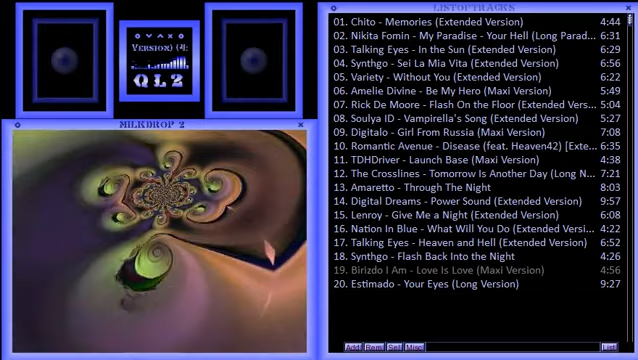 LIST OF TRACKS
01. Chito - Memories (Extended Version) 4:44
02. Nikita Fomin - My Paradise - Your Hell (Long Parad... 6:31
03. Talking Eyes - In the Sun (Extended Version) 6:29
04. Synthgo - Sei La Mia Vita (Extended Version) 6:56
05. Variety - Without You (Extended Version) 6:22
06. Amelie Divine - Be My Hero (Maxi Version) 5:49
07. Rick De Moore - Flash On the Floor (Extended Vers... 5:04
08. Soulya ID - Vampirella's Song (Extended Version) 5:27
09. Digitalo - Girl From Russia (Maxi Version) 7:08
10. Romantic Avenue - Disease (feat. Heaven42) [Exte... 6:35
11. TDHDriver - Launch Base (Maxi Version) 4:38
12. The Crosslines - Tomorrow Is Another Day (Long N... 7:21
13. Amaretto - Through The Night 8:03
14. Digital Dreams - Power Sound (Extended Version) 9:57
15. Lenroy - Give Me a Night (Extended Version) 6:08
16. Nation In Blue - What Will You Do (Extended Versi... 4:22
17. Talking Eyes - Heaven and Hell (Extended Version) 6:52
18. Synthgo - Flash Back Into the Night 4:26
19. Birizdo I Am - Love Is Love (Maxi Version) 4:56
20. Estimado - Your Eyes (Long Version) 9:27
Add Rem Sel Misc List
VERSION) (4:
QL2
MILKDROP 2